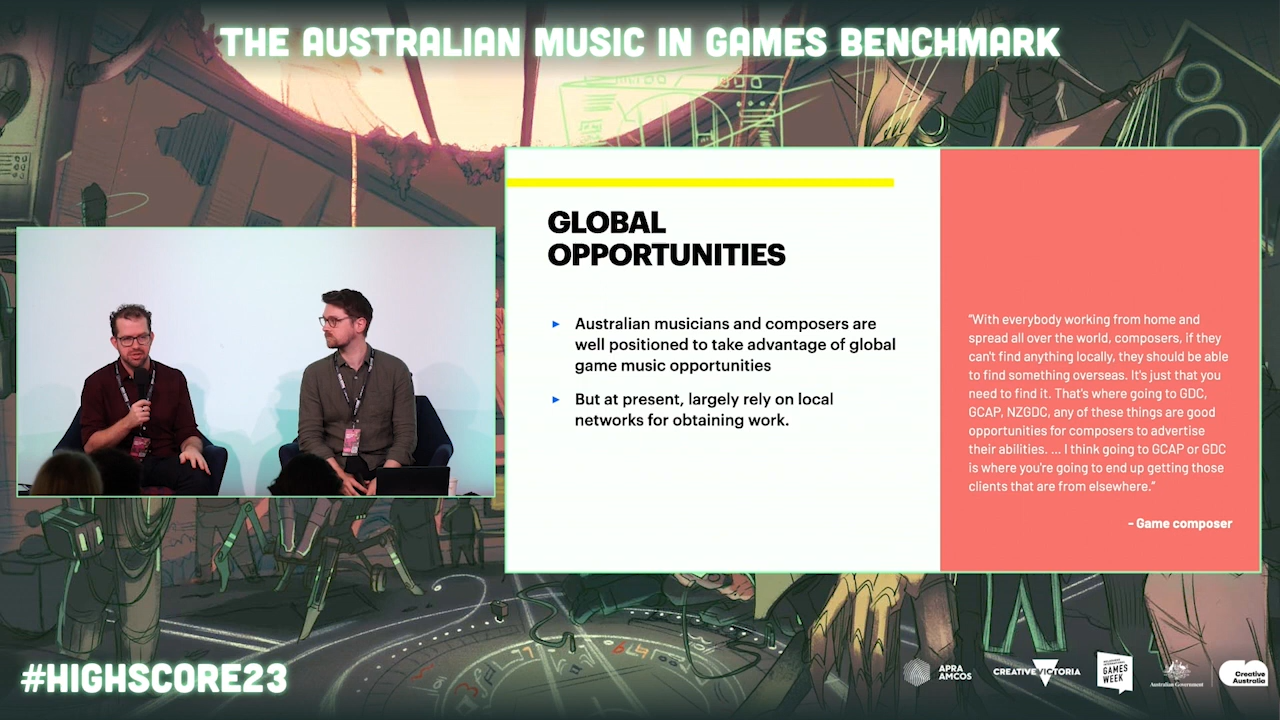 THE AUSTRALIAN MUSIC IN GAMES BENCHMARK
GLOBAL
OPPORTUNITIES
▸ Australian musicians and composers are
well positioned to take advantage of global
game music opportunities
▸ But at present, largely rely on local
networks for obtaining work.
“With everybody working from home and
spread all over the world, composers, if they
can't find anything locally, they should be able
to find something overseas. It's just that you
need to find it. That's where going to GDC,
GCAP, NZGDC, any of these things are good
opportunities for composers to advertise
their abilities. ... I think going to GCAP or GDC
is where you're going to end up getting those
clients that are from elsewhere.”
- Game composer
#HIGHSCORE23
APRA
AMCOS
CREATIVE VICTORIA
GAMES
WEEK
Australian Government
Creative
Australia